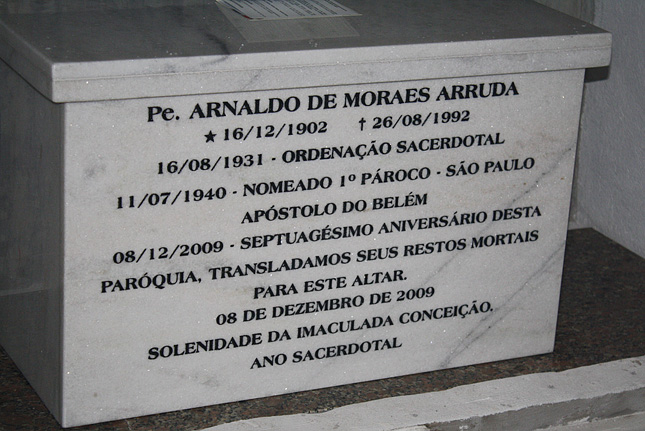 Pe. ARNALDO DE MORAES ARRUDA
★ 16/12/1902 † 26/08/1992
16/08/1931 - ORDENAÇÃO SACERDOTAL
11/07/1940 - NOMEADO 1º PÁROCO - SÃO PAULO
APÓSTOLO DO BELÉM
08/12/2009 - SEPTUAGÉSIMO ANIVERSÁRIO DESTA
PARÓQUIA, TRANSLADAMOS SEUS RESTOS MORTAIS
PARA ESTE ALTAR.
08 DE DEZEMBRO DE 2009
SOLENIDADE DA IMACULADA CONCEIÇÃO.
ANO SACERDOTAL